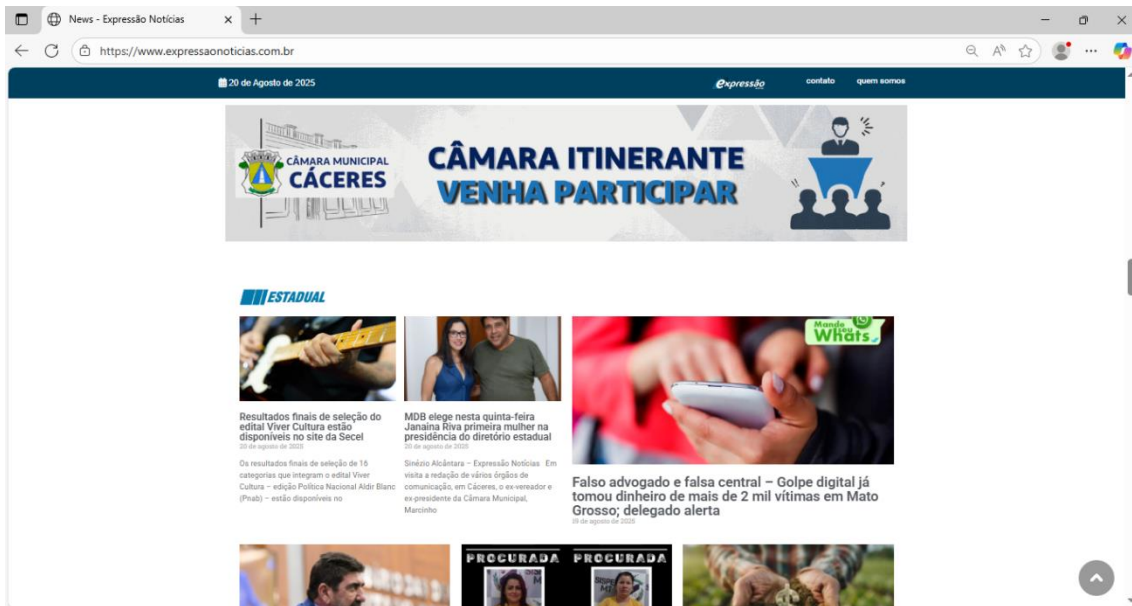 News - Expressão Notícias
https://www.expressaonoticias.com.br
20 de Agosto de 2025
expressão
contato
quem somos
CÂMARA MUNICIPAL
CÁCERES
CÂMARA ITINERANTE
VENHA PARTICIPAR
ESTADUAL
Resultados finais de seleção do
edital Viver Cultura estão
disponíveis no site da Secel
20 de agosto de 2025
Os resultados finais de seleção de 16
categorias que integram o edital Viver
Cultura – edição Política Nacional Aldir Blanc
(Pnab) – estão disponíveis no
MDB elege nesta quinta-feira
Janaina Riva primeira mulher na
presidência do diretório estadual
20 de agosto de 2025
Sinézio Alcântara – Expressão Notícias Em
visita a redação de vários órgãos de
comunicação, em Cáceres, o ex-vereador e
ex-presidente da Câmara Municipal,
Marcinho
Mande
seu
Whats
Falso advogado e falsa central – Golpe digital já
tomou dinheiro de mais de 2 mil vítimas em Mato
Grosso; delegado alerta
19 de agosto de 2025
PROCURADA PROCURADA